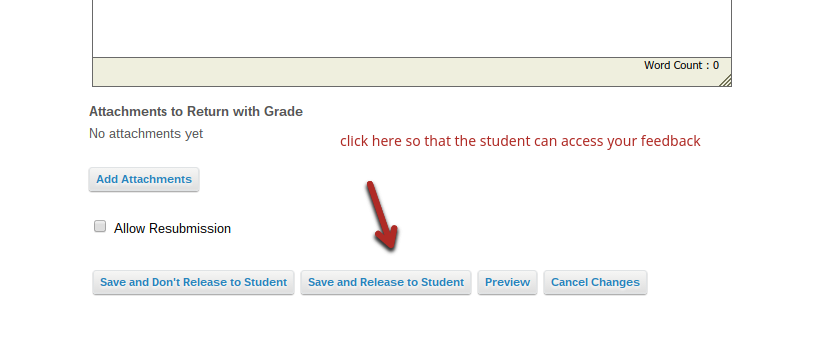 Word Count : 0
Attachments to Return with Grade
No attachments yet
click here so that the student can access your feedback
Add Attachments
Allow Resubmission
Save and Don't Release to Student Save and Release to Student Preview Cancel Changes